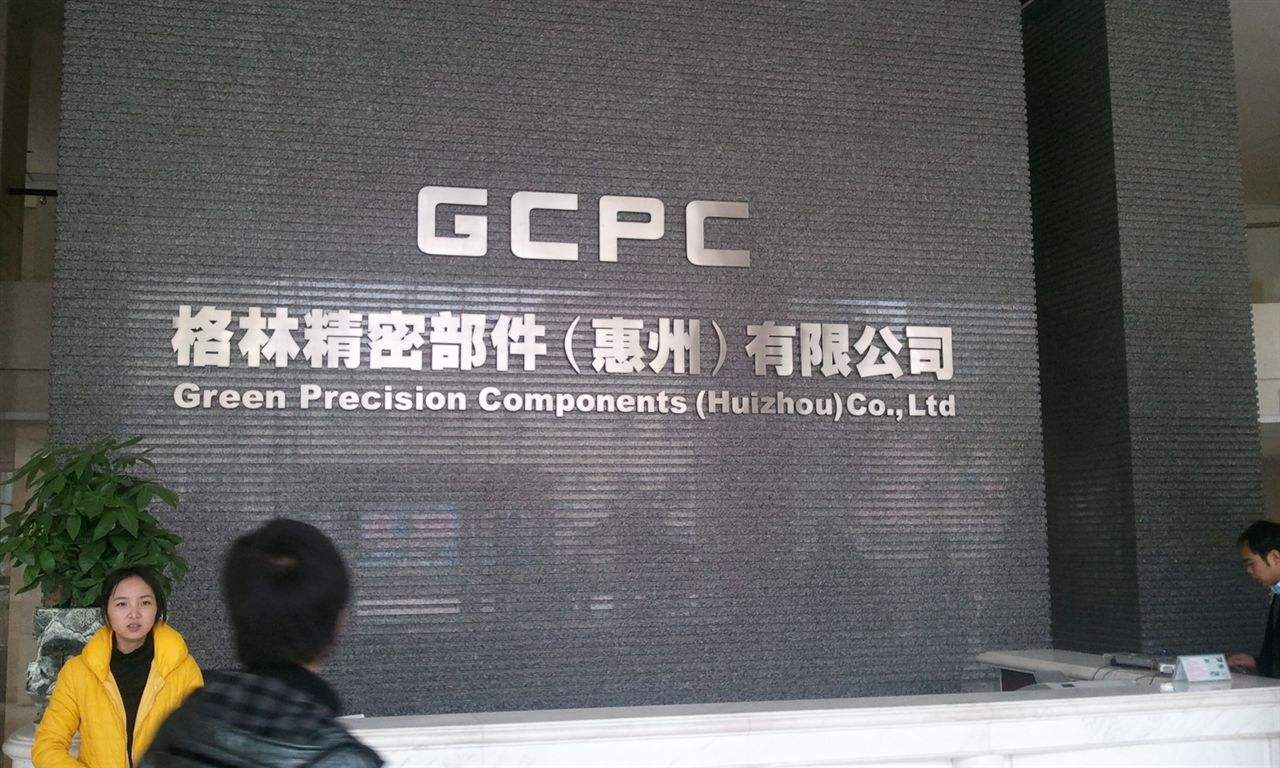 GCPC
格林精密部件（惠州）有限公司
Green Precision Components (Huizhou) Co., Ltd